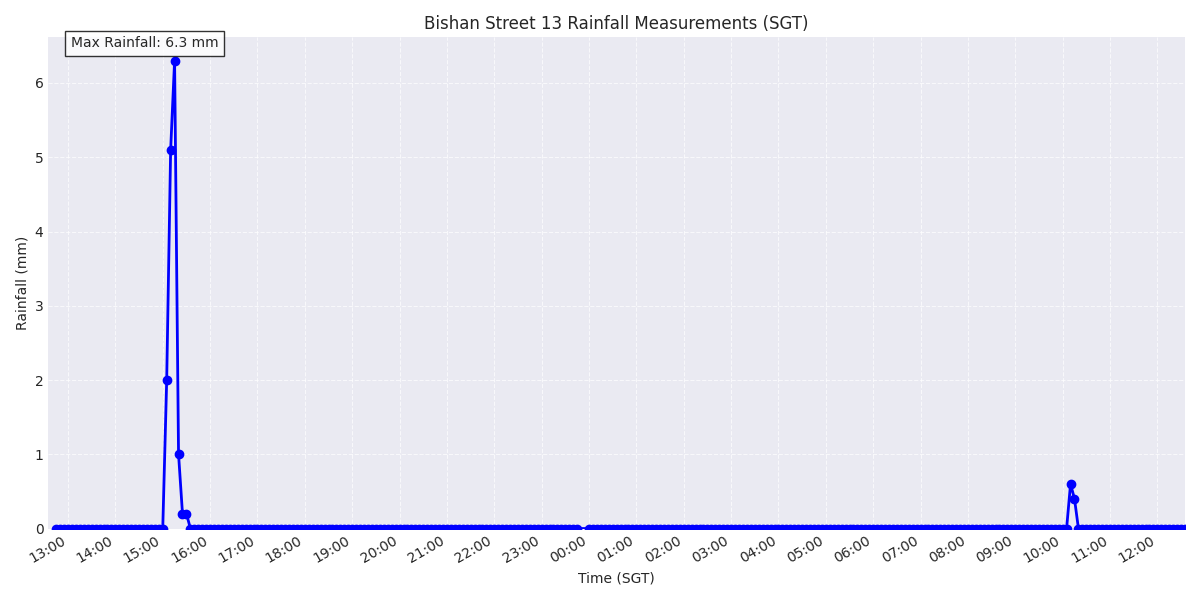 Bishan Street 13 Rainfall Measurements (SGT)
Max Rainfall: 6.3 mm
6
5
4
3
2
1
0
Rainfall (mm)
13:00 14:00 15:00 16:00 17:00 18:00 19:00 20:00 21:00 22:00 23:00 00:00 01:00 02:00 03:00 04:00 05:00 06:00 07:00 08:00 09:00 10:00 11:00 12:00
Time (SGT)